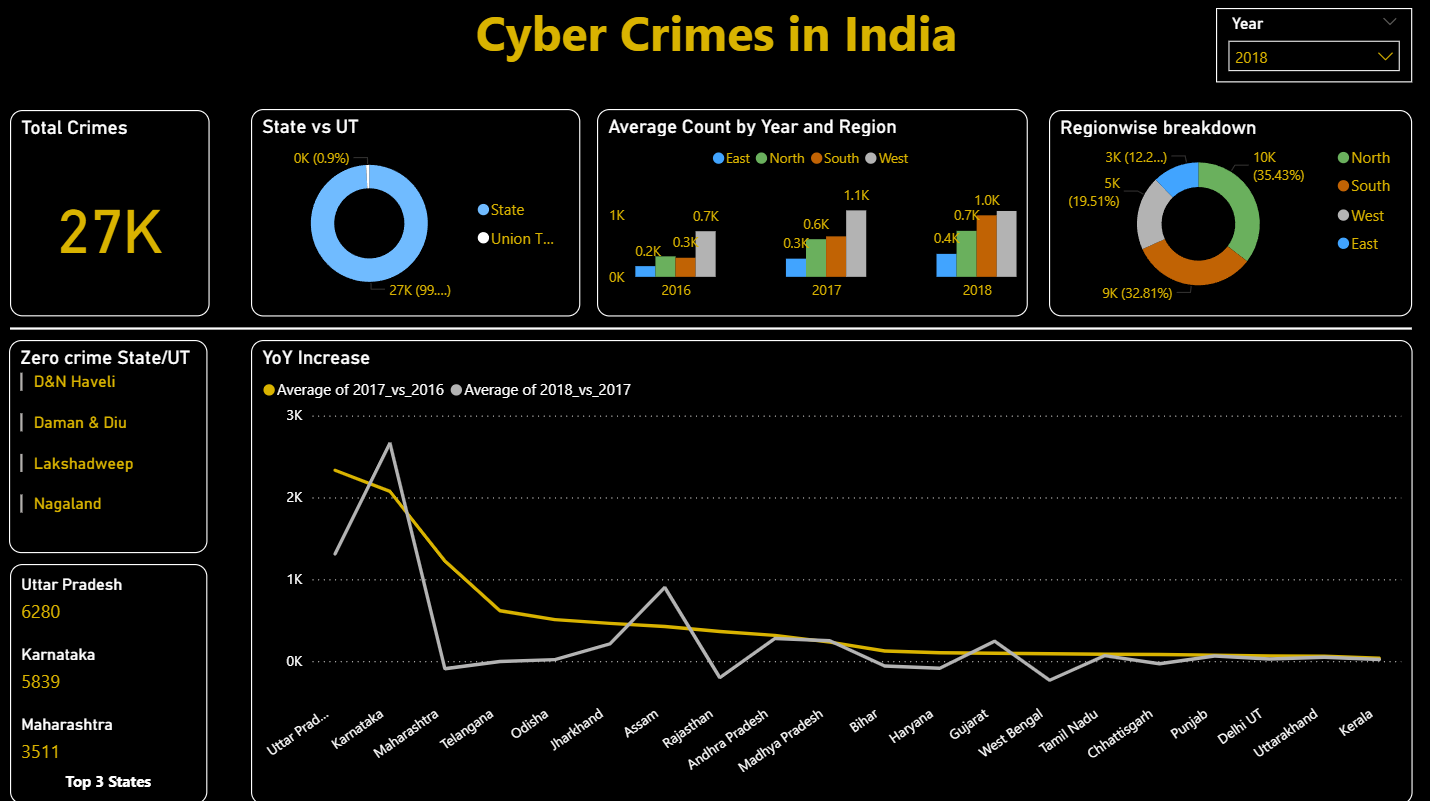 Cyber Crimes in India
Year
2018
Total Crimes
27K
State vs UT
0K (0.9%)
27K (99....)
State
Union T...
Average Count by Year and Region
East North South West
1K
0K
0.2K
0.3K
0.7K
0.3K
0.6K
1.1K
0.4K
0.7K
1.0K
2016
2017
2018
Regionwise breakdown
3K (12.2...)
10K
(35.43%)
5K
(19.51%)
9K (32.81%)
North
South
West
East
Zero crime State/UT
D&N Haveli
Daman & Diu
Lakshadweep
Nagaland
Uttar Pradesh
6280
Karnataka
5839
Maharashtra
3511
Top 3 States
YoY Increase
Average of 2017_vs_2016 Average of 2018_vs_2017
3K
2K
1K
0K
Uttar Prad...
Karnataka
Maharashtra
Telangana
Odisha
Jharkhand
Assam
Rajasthan
Andhra Pradesh
Madhya Pradesh
Bihar
Haryana
Gujarat
West Bengal
Tamil Nadu
Chhattisgarh
Punjab
Delhi UT
Uttarakhand
Kerala